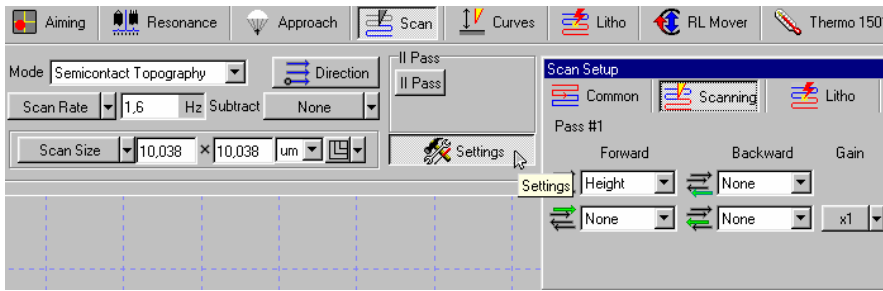 Aiming Resonance Approach Scan Curves Litho RL Mover Thermo 150
Mode Semicontact Topography Direction
II Pass
II Pass
Scan Rate 1,6 Hz Subtract None
Scan Size 10,038 × 10,038 um Settings
Settings
Scan Setup
Common Scanning Litho
Pass #1
Forward Backward Gain
Height None
None None x1